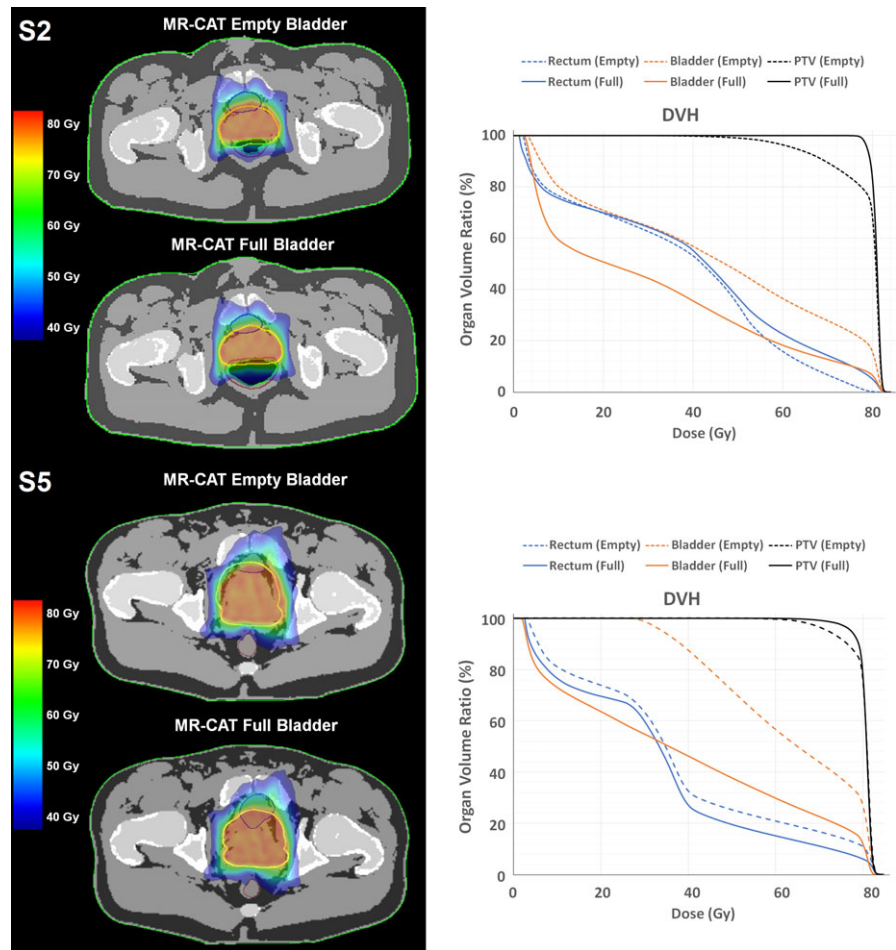 S2
MR-CAT Empty Bladder
80 Gy
70 Gy
60 Gy
50 Gy
40 Gy
MR-CAT Full Bladder
Rectum (Empty) Bladder (Empty) PTV (Empty)
Rectum (Full) Bladder (Full) PTV (Full)
DVH
Organ Volume Ratio (%)
100
80
60
40
20
0
0 20 40 60 80
Dose (Gy)
S5
MR-CAT Empty Bladder
80 Gy
70 Gy
60 Gy
50 Gy
40 Gy
MR-CAT Full Bladder
Rectum (Empty) Bladder (Empty) PTV (Empty)
Rectum (Full) Bladder (Full) PTV (Full)
DVH
Organ Volume Ratio (%)
100
80
60
40
20
0
0 20 40 60 80
Dose (Gy)